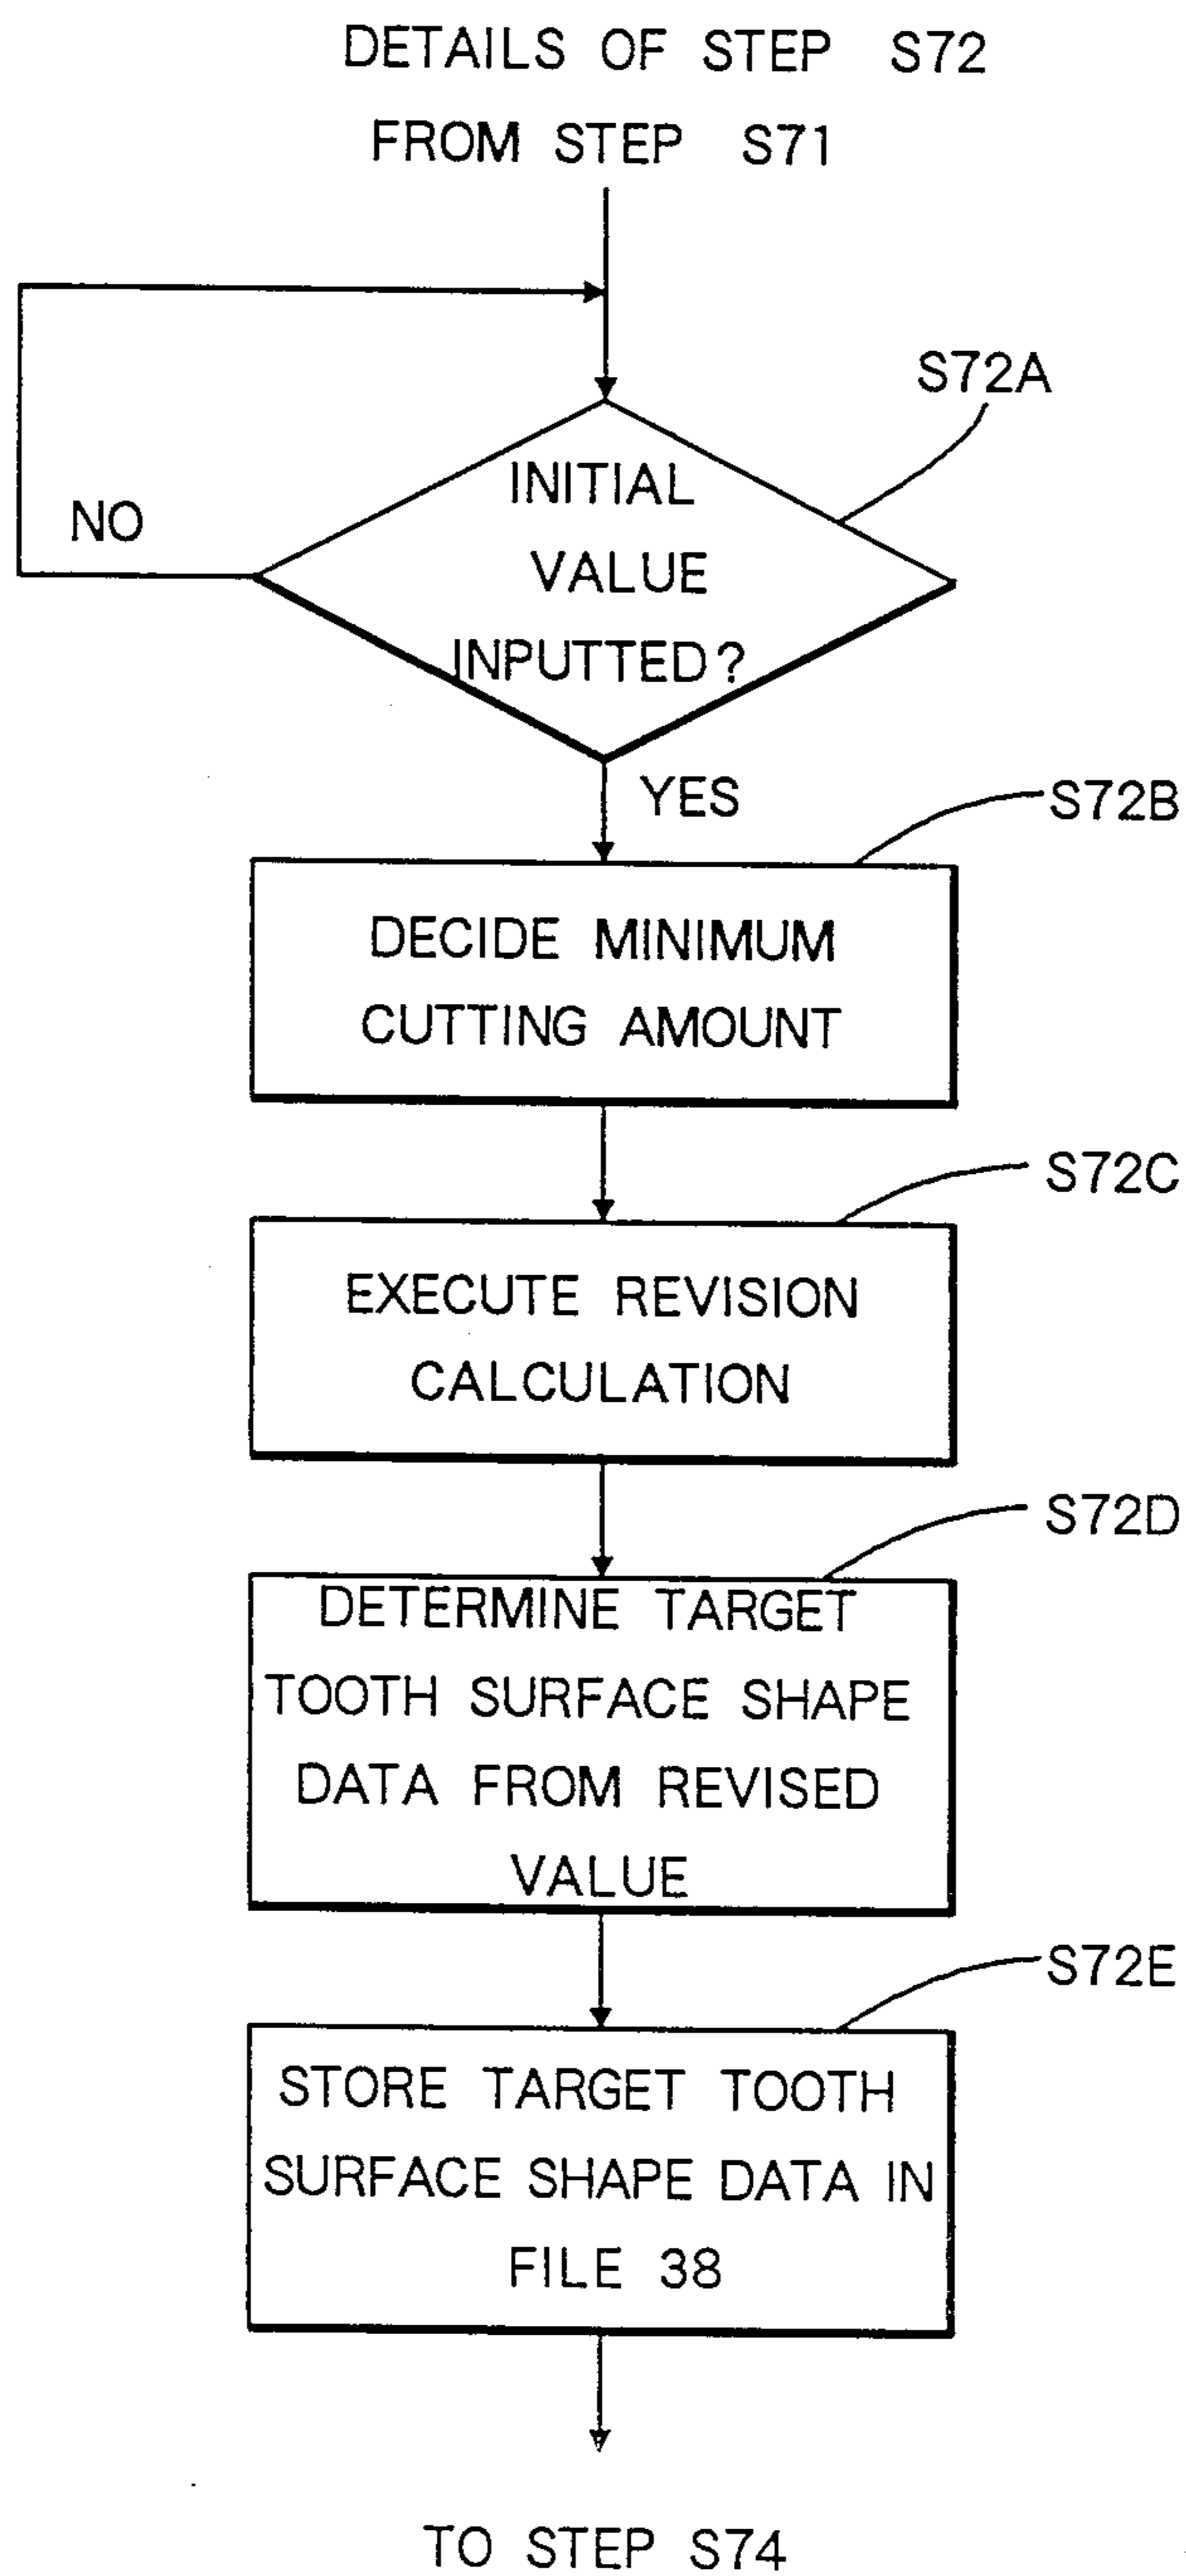 DETAILS OF STEP S72
FROM STEP S71
S72A
INITIAL
VALUE
INPUTTED?
NO
YES
S72B
DECIDE MINIMUM
CUTTING AMOUNT
S72C
EXECUTE REVISION
CALCULATION
S72D
DETERMINE TARGET
TOOTH SURFACE SHAPE
DATA FROM REVISED
VALUE
S72E
STORE TARGET TOOTH
SURFACE SHAPE DATA IN
FILE 38
TO STEP S74